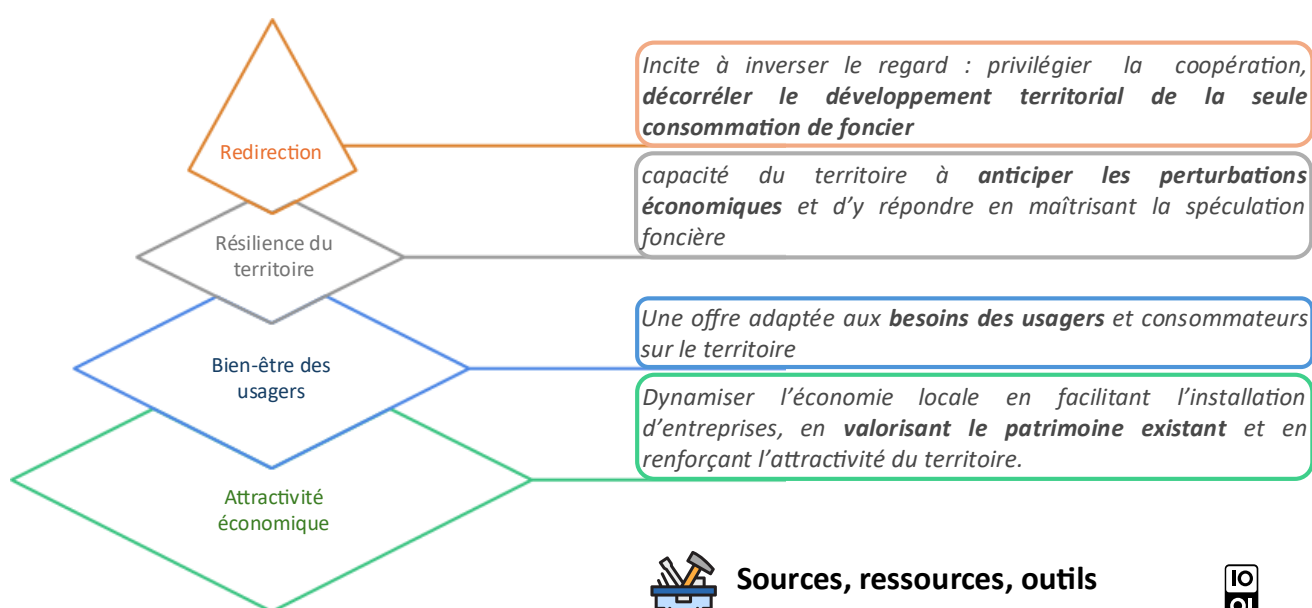 Redirection
Incite à inverser le regard : privilégier la coopération,
décorréler le développement territorial de la seule
consommation de foncier
Résilience du
territoire
capacité du territoire à anticiper les perturbations
économiques et d'y répondre en maîtrisant la spéculation
foncière
Bien-être des
usagers
Une offre adaptée aux besoins des usagers et consommateurs
sur le territoire
Attractivité
économique
Dynamiser l'économie locale en facilitant l'installation
d'entreprises, en valorisant le patrimoine existant et en
renforçant l'attractivité du territoire.
Sources, ressources, outils